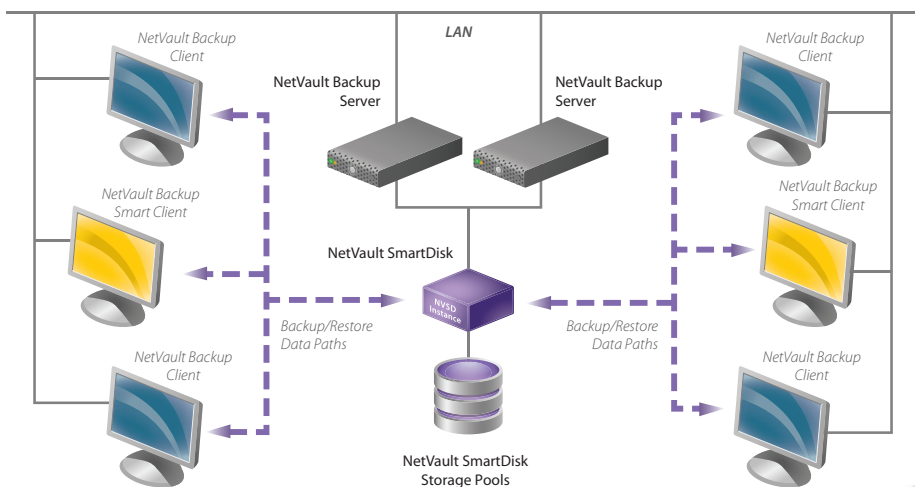 LAN
NetVault Backup
Client
NetVault Backup
Server
NetVault Backup
Server
NetVault Backup
Client
NetVault Backup
Smart Client
NetVault Backup
Smart Client
NetVault SmartDisk
NVSD
Instance
Backup/Restore
Data Paths
Backup/Restore
Data Paths
NetVault Backup
Client
NetVault Backup
Client
NetVault SmartDisk
Storage Pools